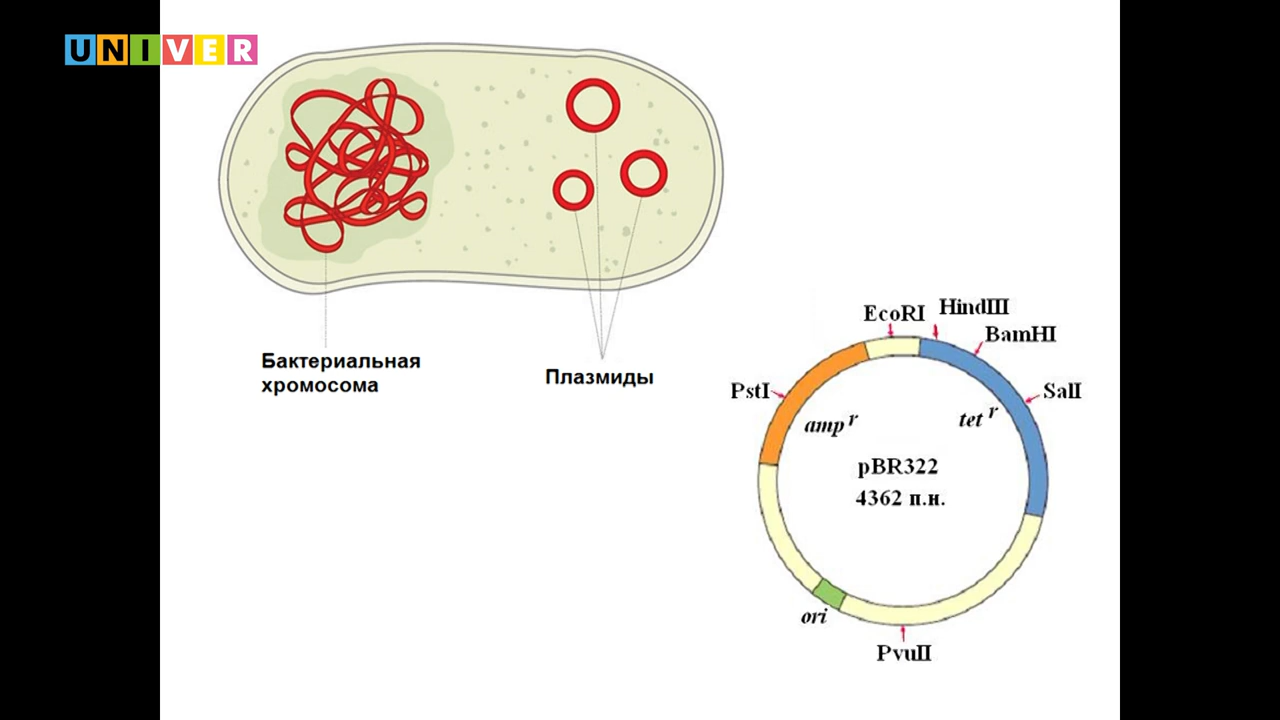 UNIVER
Бактериальная
хромосома
Плазмиды
EcoRI
HindIII
BamHI
PstI
SalI
amp r
tet r
pBR322
4362 п.н.
ori
PvuII